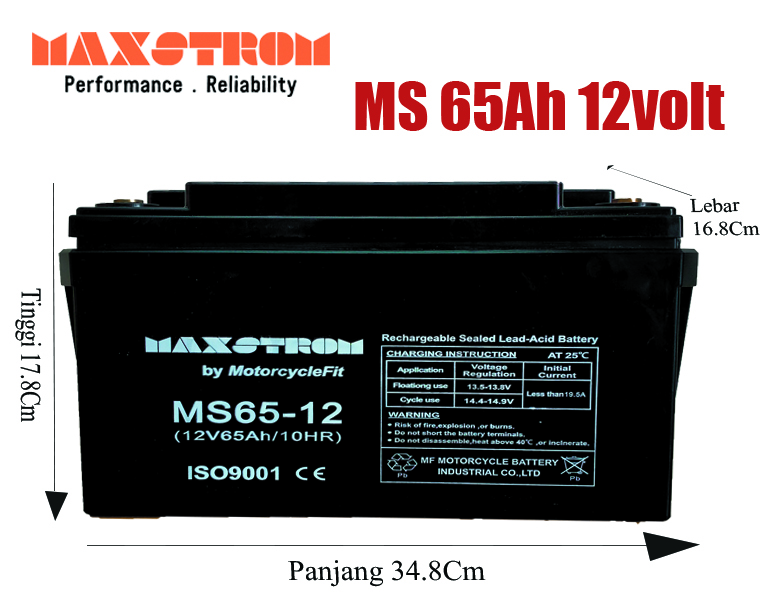 MAXSTROM
Performance . Reliability
MS 65Ah 12volt
Lebar
16.8Cm
Tinggi 17.8Cm
MAXSTROM
by MotorcycleFit
MS65-12
(12V65Ah/10HR)
ISO9001 CE
Rechargeable Sealed Lead-Acid Battery
CHARGING INSTRUCTION AT 25℃
Application Voltage Regulation Initial Current
Floationg use 13.5-13.8V Less than 19.5A
Cycle use 14.4-14.9V
WARNING
• Risk of fire,explosion ,or burns.
• Do not short the battery terminals.
• Do not disassemble,heat above 40℃ ,or inclnerate.
Pb MF MOTORCYCLE BATTERY Pb
INDUSTRIAL CO.,LTD
Panjang 34.8Cm